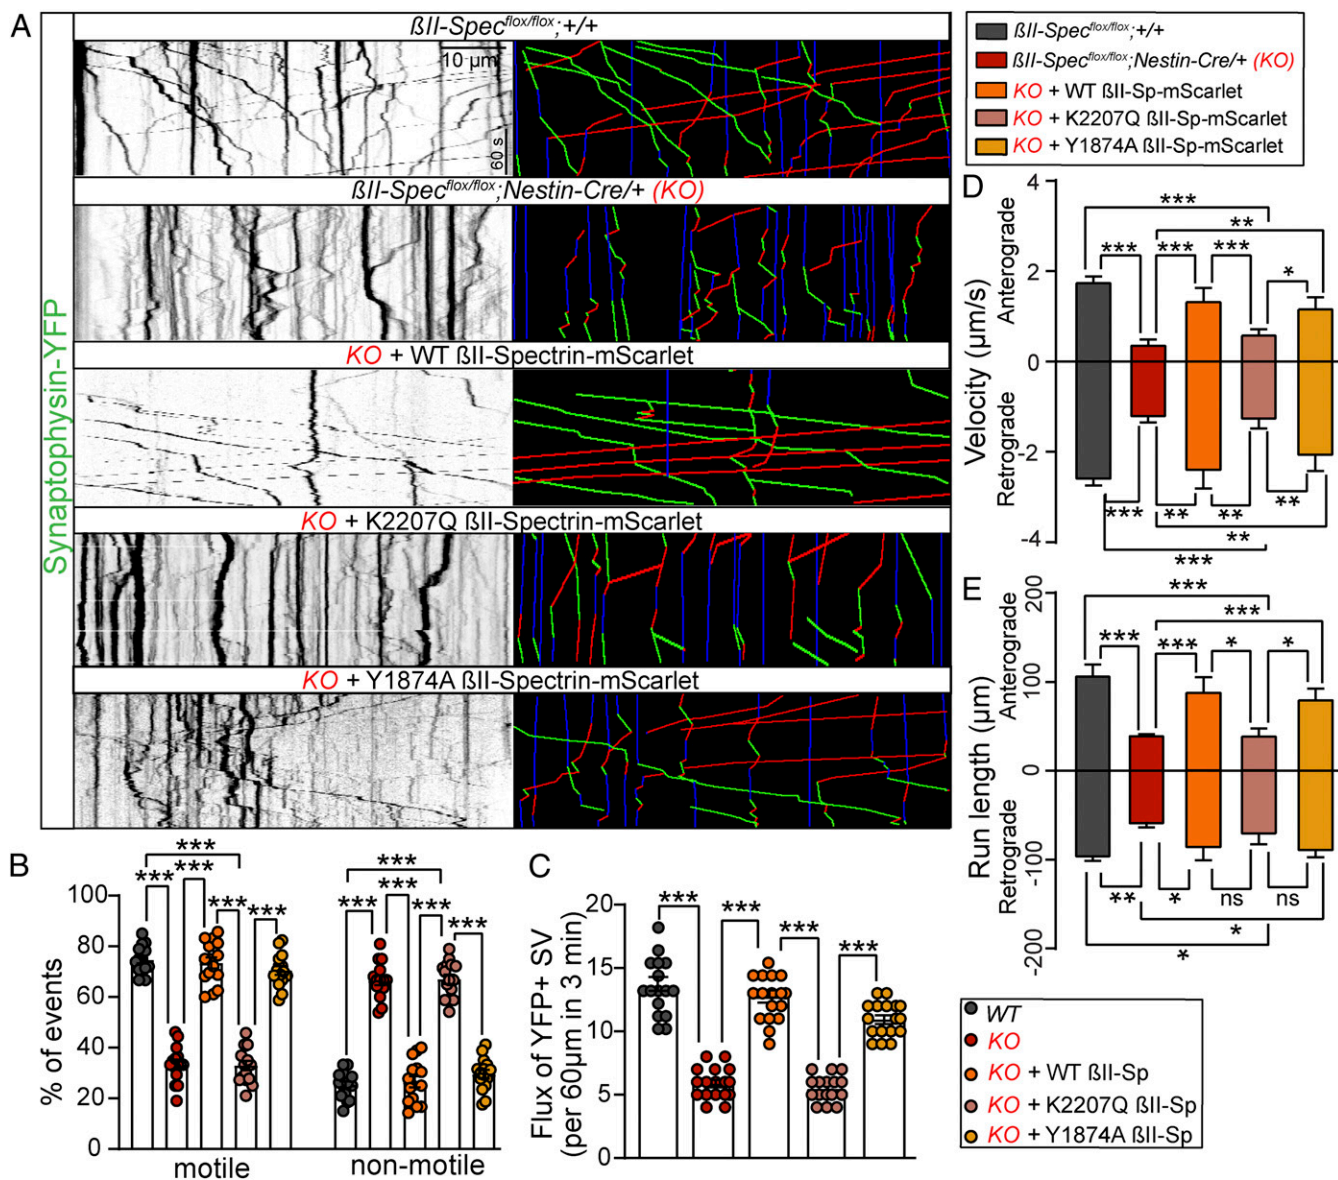 A
Synaptophysin-YFP
ßII-Spec^flox/flox;+/+
10 µm
60 s
ßII-Spec^flox/flox;Nestin-Cre/+ (KO)
KO + WT ßII-Spectrin-mScarlet
KO + K2207Q ßII-Spectrin-mScarlet
KO + Y1874A ßII-Spectrin-mScarlet
ßII-Spec^flox/flox;+/+
ßII-Spec^flox/flox;Nestin-Cre/+ (KO)
KO + WT ßII-Sp-mScarlet
KO + K2207Q ßII-Sp-mScarlet
KO + Y1874A ßII-Sp-mScarlet
D
Velocity (µm/s)
Retrograde Anterograde
4
2
0
-2
-4
***
**
*** *** ***
*
*** ** ** **
**
***
E
Run length (µm)
Retrograde Anterograde
200
100
0
-100
-200
***
***
*** *** * *
** * ns ns
*
*
B
% of events
100
80
60
40
20
0
***
*** *** *** ***
***
*** *** *** ***
motile
non-motile
C
Flux of YFP+ SV
(per 60µm in 3 min)
20
15
10
5
0
*** *** *** ***
WT
KO
KO + WT ßII-Sp
KO + K2207Q ßII-Sp
KO + Y1874A ßII-Sp